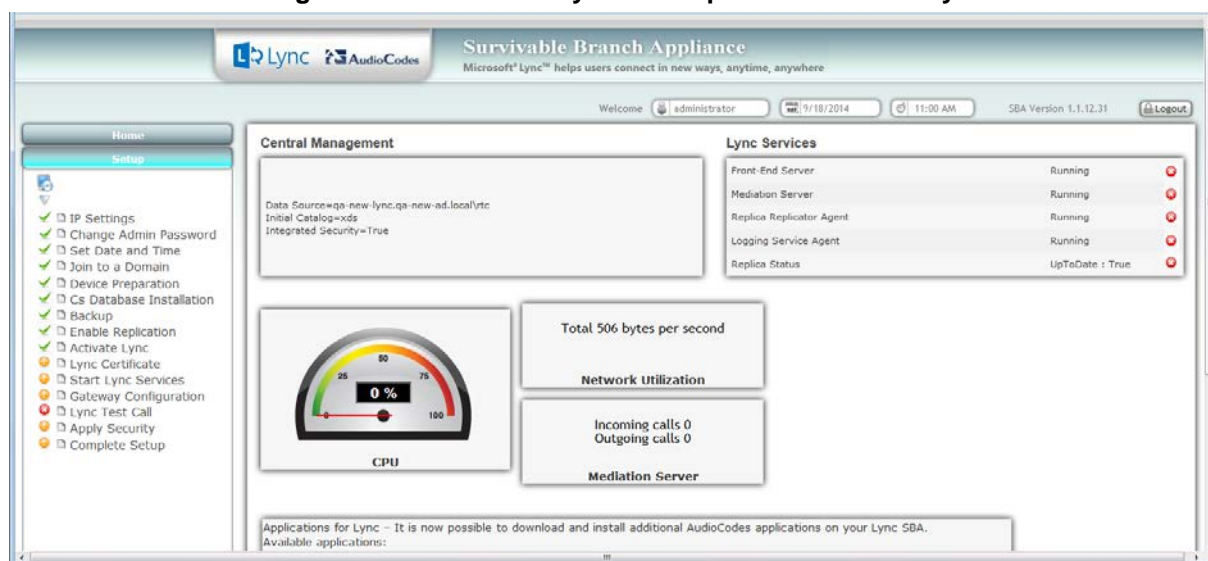 Lync AudioCodes
Survivable Branch Appliance
Microsoft® Lync™ helps users connect in new ways, anytime, anywhere
Welcome administrator 9/18/2014 11:00 AM SBA Version 1.1.12.31 Logout
Home
Setup
IP Settings
Change Admin Password
Set Date and Time
Join to a Domain
Device Preparation
Cs Database Installation
Backup
Enable Replication
Activate Lync
Lync Certificate
Start Lync Services
Gateway Configuration
Lync Test Call
Apply Security
Complete Setup
Central Management
Data Source=qa-new-lync.qa-new-ad.local\rtc
Initial Catalog=xds
Integrated Security=True
Lync Services
Front-End Server Running
Mediation Server Running
Replica Replicator Agent Running
Logging Service Agent Running
Replica Status UpToDate : True
0 25 50 75 100
0 %
CPU
Total 506 bytes per second
Network Utilization
Incoming calls 0
Outgoing calls 0
Mediation Server
Applications for Lync - It is now possible to download and install additional AudioCodes applications on your Lync SBA.
Available applications: